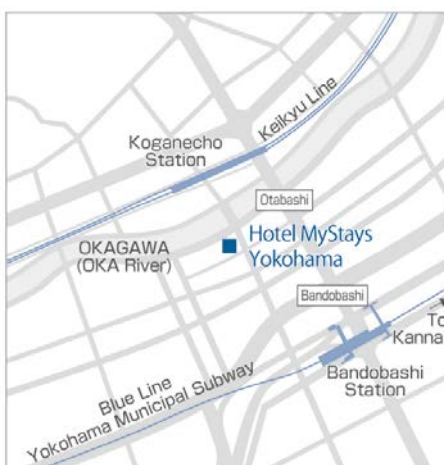 Keikyu Line
Koganecho
Station
Otabashi
OKAGAWA
(OKA River)
Hotel MyStays
Yokohama
Bandobashi
To
Kanna
Bandobashi
Station
Blue Line
Yokohama Municipal Subway